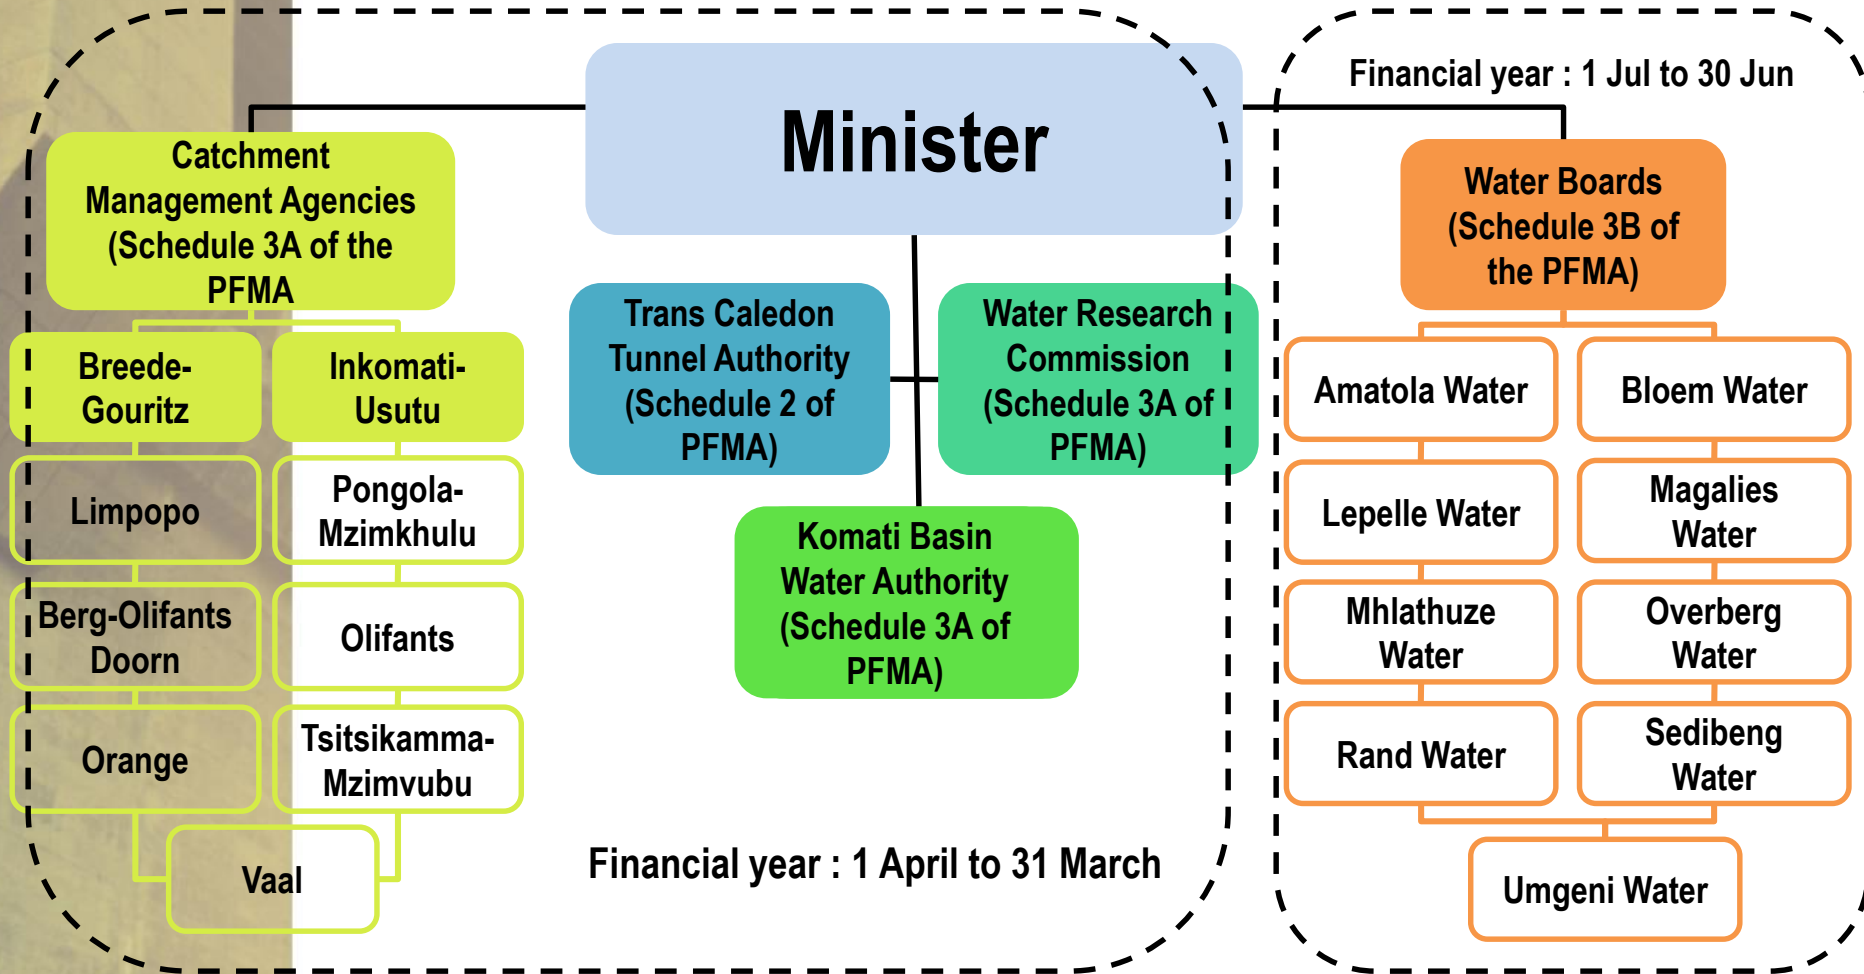 Minister
Financial year : 1 Jul to 30 Jun
Catchment
Management Agencies
(Schedule 3A of the
PFMA
Breede-
Gouritz
Inkomati-
Usutu
Limpopo
Pongola-
Mzimkhulu
Berg-Olifants
Doorn
Olifants
Orange
Tsitsikamma-
Mzimvubu
Vaal
Trans Caledon
Tunnel Authority
(Schedule 2 of
PFMA)
Water Research
Commission
(Schedule 3A of
PFMA)
Komati Basin
Water Authority
(Schedule 3A of
PFMA)
Financial year : 1 April to 31 March
Water Boards
(Schedule 3B of
the PFMA)
Amatola Water
Bloem Water
Lepelle Water
Magalies
Water
Mhlathuze
Water
Overberg
Water
Rand Water
Sedibeng
Water
Umgeni Water